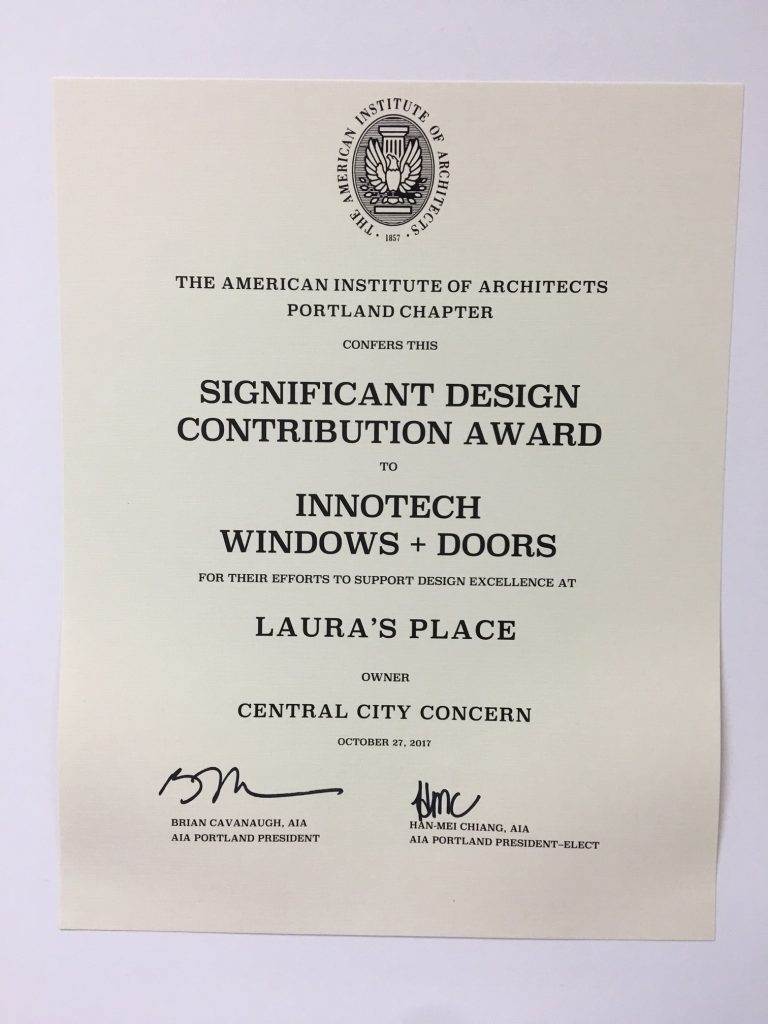 THE AMERICAN INSTITUTE OF ARCHITECTS
1857
THE AMERICAN INSTITUTE OF ARCHITECTS
PORTLAND CHAPTER
CONFERS THIS
SIGNIFICANT DESIGN
CONTRIBUTION AWARD
TO
INNOTECH
WINDOWS + DOORS
FOR THEIR EFFORTS TO SUPPORT DESIGN EXCELLENCE AT
LAURA'S PLACE
OWNER
CENTRAL CITY CONCERN
OCTOBER 27, 2017
HMC
BRIAN CAVANAUGH, AIA
AIA PORTLAND PRESIDENT
HAN-MEI CHIANG, AIA
AIA PORTLAND PRESIDENT–ELECT